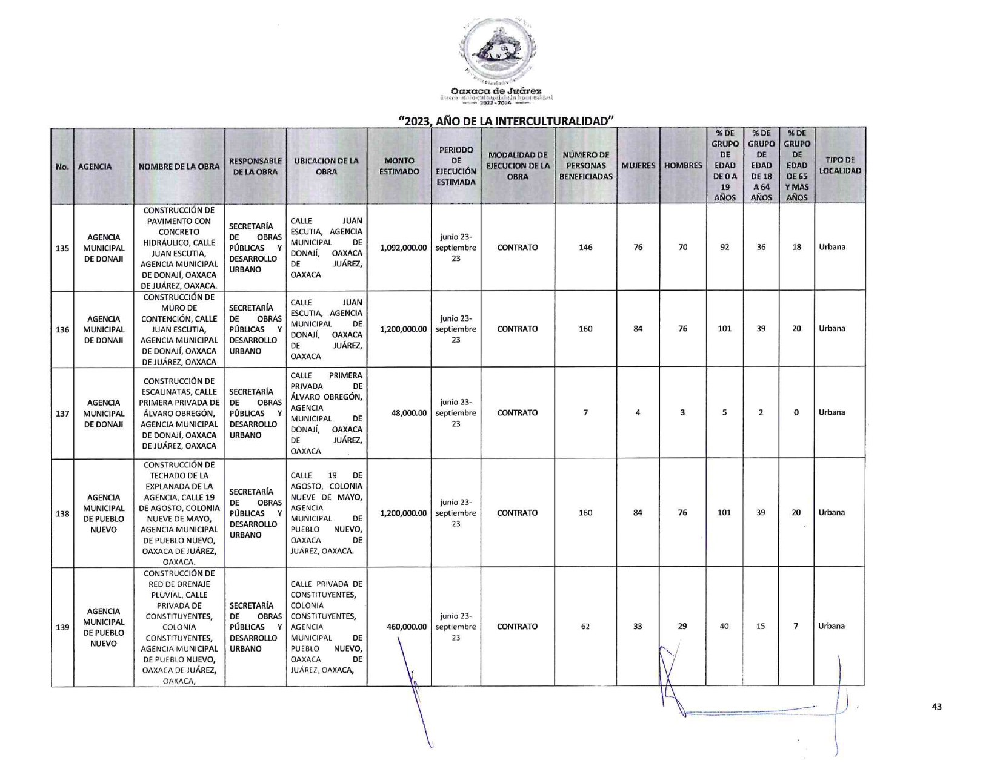 Oaxaca de Juárez
2022 - 2024
"2023, AÑO DE LA INTERCULTURALIDAD"
No. AGENCIA NOMBRE DE LA OBRA RESPONSABLE DE LA OBRA UBICACION DE LA OBRA MONTO ESTIMADO PERIODO DE EJECUCIÓN ESTIMADA MODALIDAD DE EJECUCION DE LA OBRA NÚMERO DE PERSONAS BENEFICIADAS MUJERES HOMBRES % DE GRUPO DE EDAD DE 0 A 19 AÑOS % DE GRUPO DE EDAD DE 18 A 64 AÑOS % DE GRUPO DE EDAD DE 65 Y MAS AÑOS TIPO DE LOCALIDAD
135 AGENCIA MUNICIPAL DE DONAJI CONSTRUCCIÓN DE PAVIMENTO CON CONCRETO HIDRÁULICO, CALLE JUAN ESCUTIA, AGENCIA MUNICIPAL DE DONAJÍ, OAXACA DE JUÁREZ, OAXACA. SECRETARÍA DE OBRAS PÚBLICAS Y DESARROLLO URBANO CALLE JUAN ESCUTIA, AGENCIA MUNICIPAL DE DONAJÍ, OAXACA DE JUÁREZ, OAXACA 1,092,000.00 junio 23-septiembre 23 CONTRATO 146 76 70 92 36 18 Urbana
136 AGENCIA MUNICIPAL DE DONAJI CONSTRUCCIÓN DE MURO DE CONTENCIÓN, CALLE JUAN ESCUTIA, AGENCIA MUNICIPAL DE DONAJÍ, OAXACA DE JUÁREZ, OAXACA SECRETARÍA DE OBRAS PÚBLICAS Y DESARROLLO URBANO CALLE JUAN ESCUTIA, AGENCIA MUNICIPAL DE DONAJÍ, OAXACA DE JUÁREZ, OAXACA 1,200,000.00 junio 23-septiembre 23 CONTRATO 160 84 76 101 39 20 Urbana
137 AGENCIA MUNICIPAL DE DONAJI CONSTRUCCIÓN DE ESCALINATAS, CALLE PRIMERA PRIVADA DE ÁLVARO OBREGÓN, AGENCIA MUNICIPAL DE DONAJÍ, OAXACA DE JUÁREZ, OAXACA SECRETARÍA DE OBRAS PÚBLICAS Y DESARROLLO URBANO CALLE PRIMERA PRIVADA DE ÁLVARO OBREGÓN, AGENCIA MUNICIPAL DE DONAJÍ, OAXACA DE JUÁREZ, OAXACA 48,000.00 junio 23-septiembre 23 CONTRATO 7 4 3 5 2 0 Urbana
138 AGENCIA MUNICIPAL DE PUEBLO NUEVO CONSTRUCCIÓN DE TECHADO DE LA EXPLANADA DE LA AGENCIA, CALLE 19 DE AGOSTO, COLONIA NUEVE DE MAYO, AGENCIA MUNICIPAL DE PUEBLO NUEVO, OAXACA DE JUÁREZ, OAXACA. SECRETARÍA DE OBRAS PÚBLICAS Y DESARROLLO URBANO CALLE 19 DE AGOSTO, COLONIA NUEVE DE MAYO, AGENCIA MUNICIPAL DE PUEBLO NUEVO, OAXACA DE JUÁREZ, OAXACA. 1,200,000.00 junio 23-septiembre 23 CONTRATO 160 84 76 101 39 20 Urbana
139 AGENCIA MUNICIPAL DE PUEBLO NUEVO CONSTRUCCIÓN DE RED DE DRENAJE PLUVIAL, CALLE PRIVADA DE CONSTITUYENTES, COLONIA CONSTITUYENTES, AGENCIA MUNICIPAL DE PUEBLO NUEVO, OAXACA DE JUÁREZ, OAXACA, SECRETARÍA DE OBRAS PÚBLICAS Y DESARROLLO URBANO CALLE PRIVADA DE CONSTITUYENTES, COLONIA CONSTITUYENTES, AGENCIA MUNICIPAL DE PUEBLO NUEVO, OAXACA DE JUÁREZ, OAXACA, 460,000.00 junio 23-septiembre 23 CONTRATO 62 33 29 40 15 7 Urbana
43